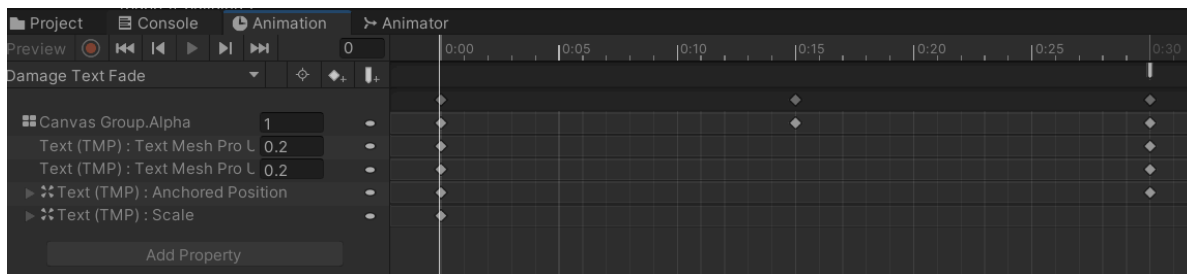 Project Console Animation Animator
Preview 0 0:00 0:05 0:10 0:15 0:20 0:25 0:30
Damage Text Fade
Canvas Group.Alpha 1
Text (TMP) : Text Mesh Pro U 0.2
Text (TMP) : Text Mesh Pro U 0.2
Text (TMP) : Anchored Position
Text (TMP) : Scale
Add Property